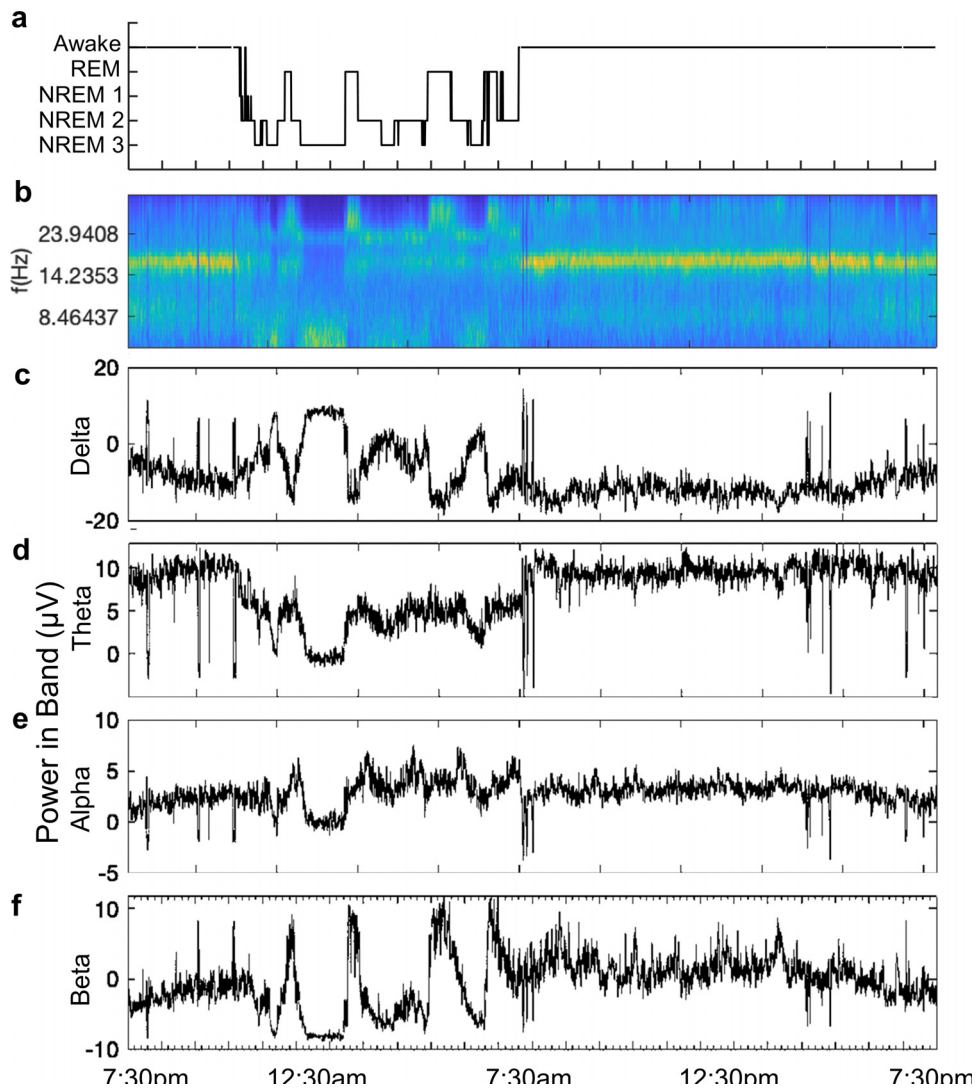 a
Awake
REM
NREM 1
NREM 2
NREM 3
b
f(Hz)
23.9408
14.2353
8.46437
Power in Band (µV)
c
Delta
20
0
-20
d
Theta
10
5
0
e
Alpha
10
5
0
-5
f
Beta
10
0
-10
7:30pm 12:30am 7:30am 12:30pm 7:30pm